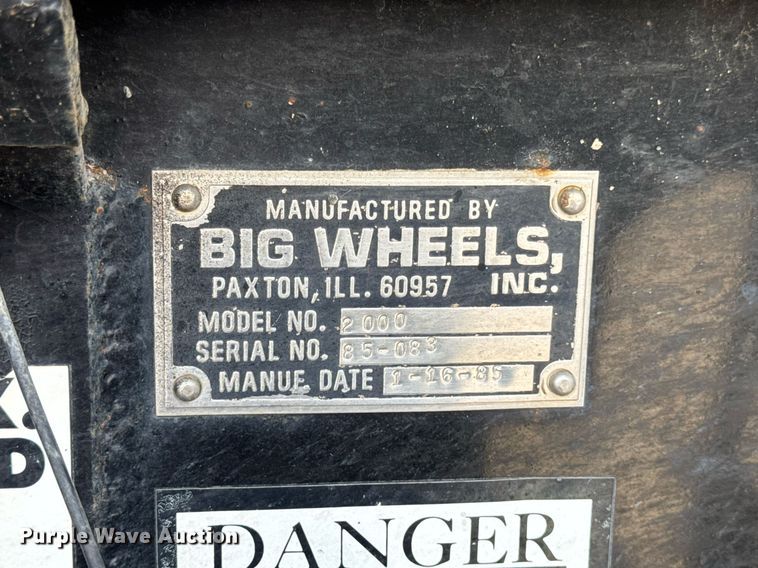 MANUFACTURED BY
BIG WHEELS,
PAXTON, ILL. 60957 INC.
MODEL NO. 2000
SERIAL NO. 85-083
MANUF. DATE 1-16-85
DANGER
Purple Wave Auction